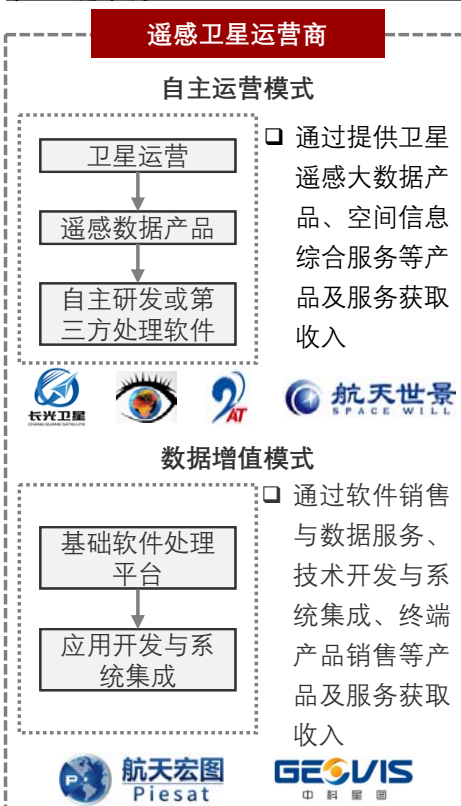 遥感卫星运营商
自主运营模式
卫星运营
遥感数据产品
自主研发或第
三方处理软件
❑ 通过提供卫星
遥感大数据产
品、空间信息
综合服务等产
品及服务获取
收入
长光卫星
CHANG GUANG SATELLITE
21AT
航天世景
SPACE WILL
数据增值模式
基础软件处理
平台
应用开发与系
统集成
❑ 通过软件销售
与数据服务、
技术开发与系
统集成、终端
产品销售等产
品及服务获取
收入
航天宏图
Piesat
GEOVIS
中科星图